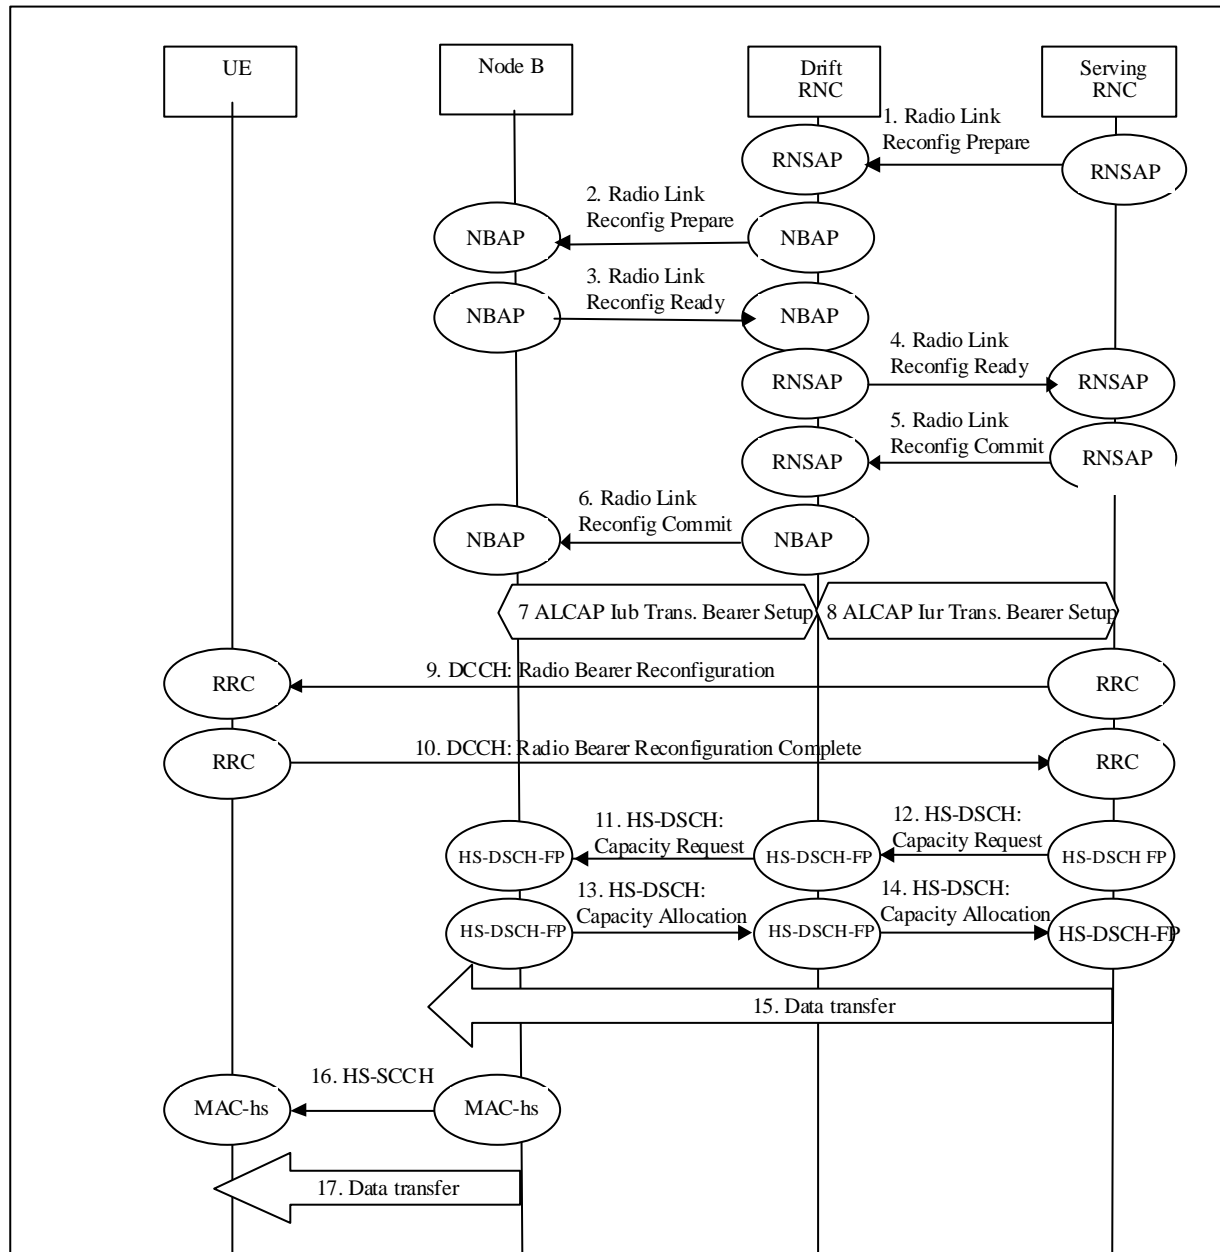 UE
Node B
Drift
RNC
Serving
RNC
1. Radio Link
Reconfig Prepare
RNSAP
RNSAP
2. Radio Link
Reconfig Prepare
NBAP
NBAP
3. Radio Link
Reconfig Ready
NBAP
NBAP
4. Radio Link
Reconfig Ready
RNSAP
RNSAP
5. Radio Link
Reconfig Commit
RNSAP
RNSAP
6. Radio Link
Reconfig Commit
NBAP
NBAP
7 ALCAP Iub Trans. Bearer Setup
8 ALCAP Iur Trans. Bearer Setup
9. DCCH: Radio Bearer Reconfiguration
RRC
RRC
10. DCCH: Radio Bearer Reconfiguration Complete
RRC
RRC
11. HS-DSCH:
Capacity Request
12. HS-DSCH:
Capacity Request
HS-DSCH-FP
HS-DSCH-FP
HS-DSCH FP
13. HS-DSCH:
Capacity Allocation
14. HS-DSCH:
Capacity Allocation
HS-DSCH-FP
HS-DSCH-FP
HS-DSCH-FP
15. Data transfer
16. HS-SCCH
MAC-hs
MAC-hs
17. Data transfer